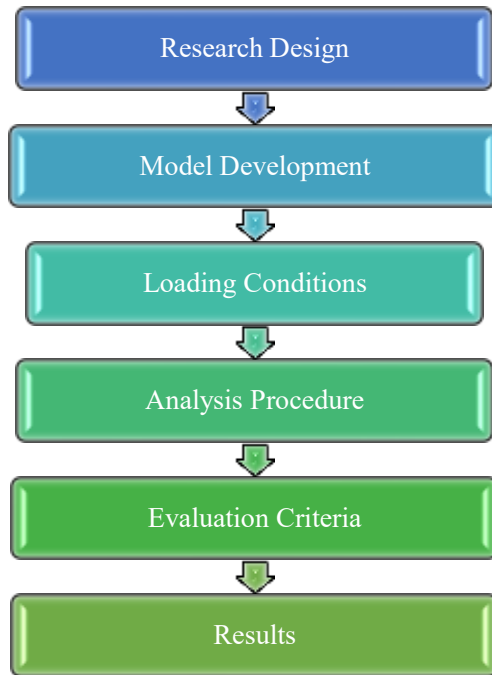 Research Design
Model Development
Loading Conditions
Analysis Procedure
Evaluation Criteria
Results